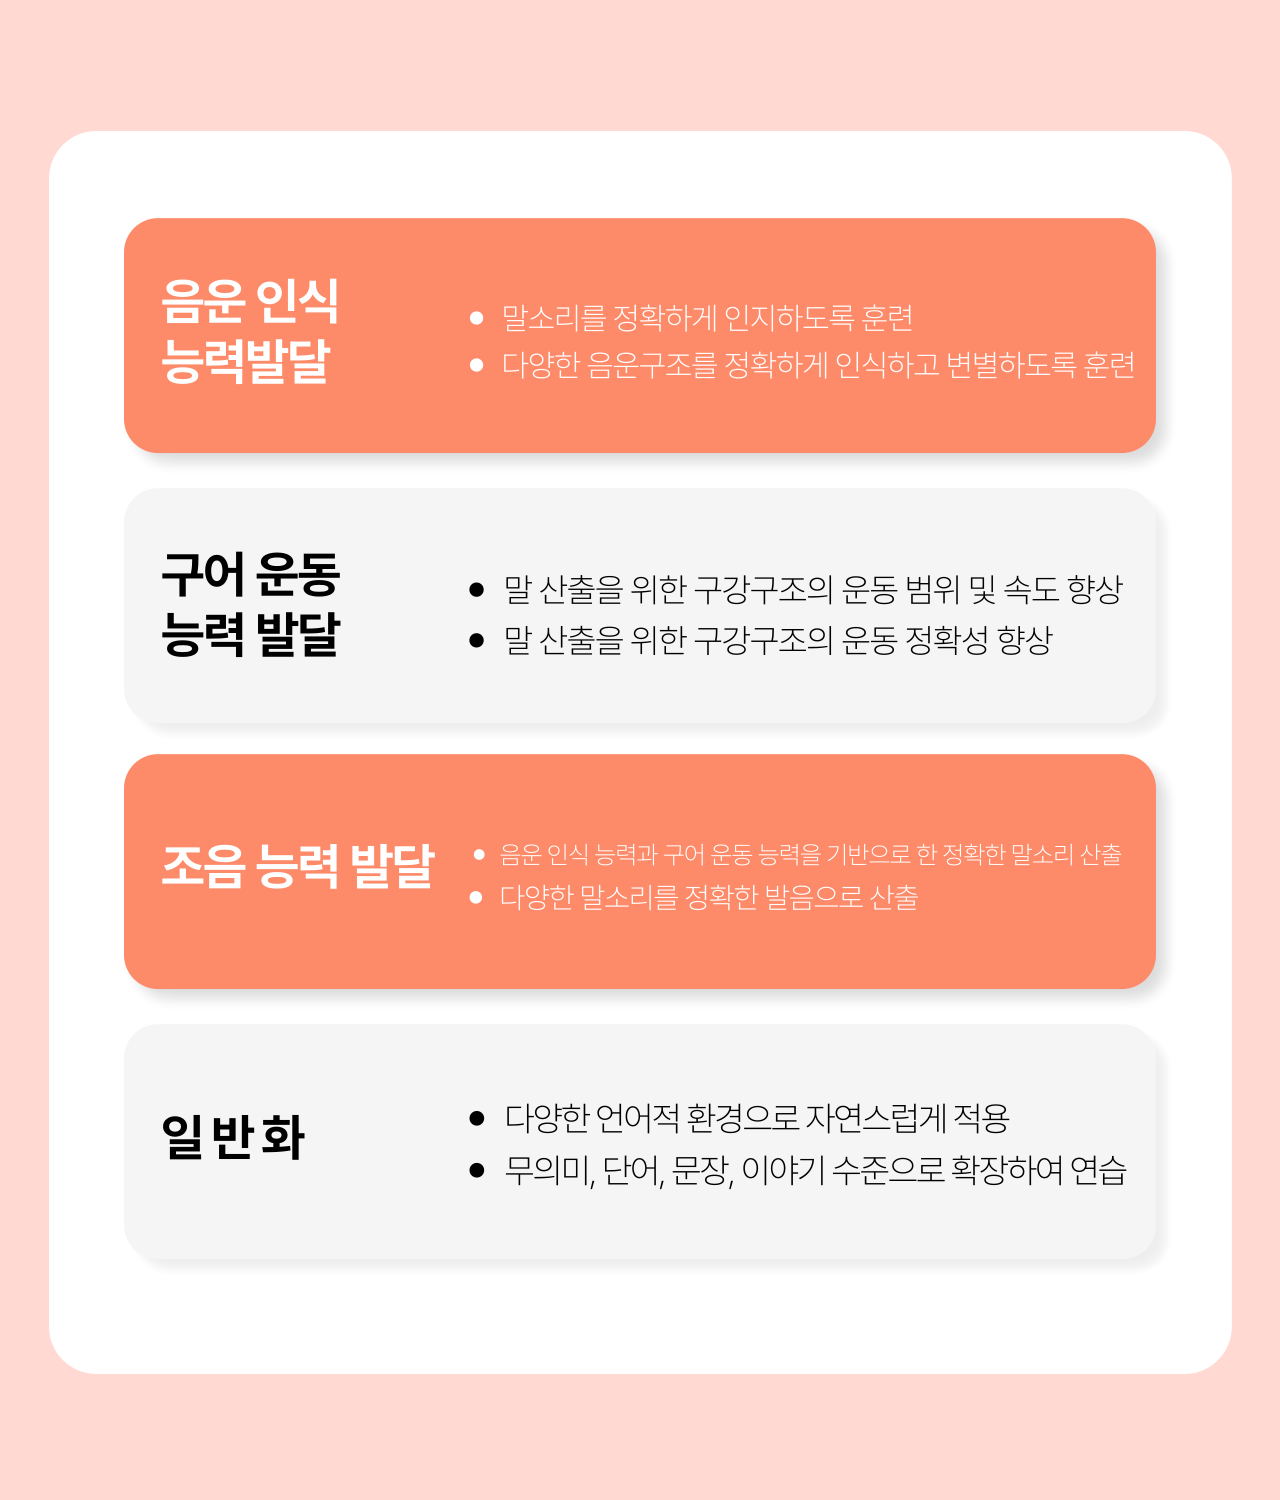 음운 인식
능력발달
● 말소리를 정확하게 인지하도록 훈련
● 다양한 음운구조를 정확하게 인식하고 변별하도록 훈련
구어 운동
능력 발달
● 말 산출을 위한 구강구조의 운동 범위 및 속도 향상
● 말 산출을 위한 구강구조의 운동 정확성 향상
조음 능력 발달
● 음운 인식 능력과 구어 운동 능력을 기반으로 한 정확한 말소리 산출
● 다양한 말소리를 정확한 발음으로 산출
일반화
● 다양한 언어적 환경으로 자연스럽게 적용
● 무의미, 단어, 문장, 이야기 수준으로 확장하여 연습